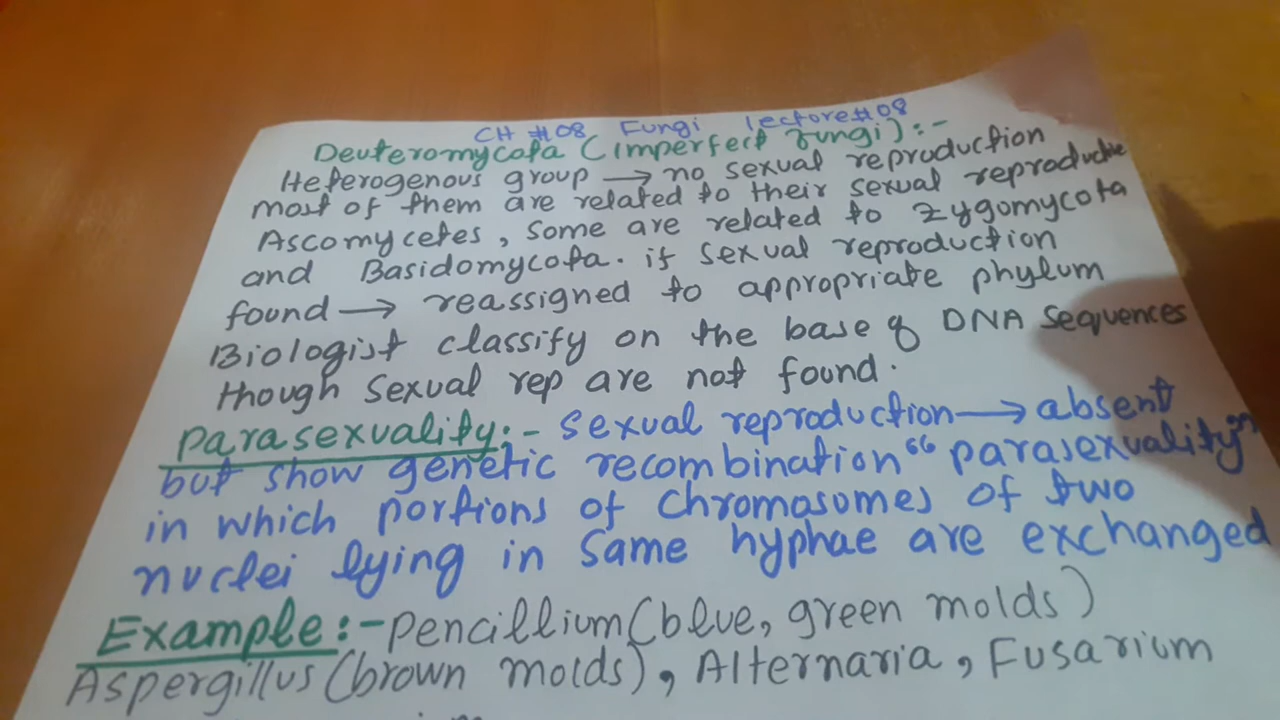 CH #08 Fungi lecture#08
Deuteromycota (imperfect fungi):-
Heterogenous group → no sexual reproduction
most of them are related to their sexual reproductive
Ascomycetes, some are related to Zygomycota
and Basidomycota. if sexual reproduction
found → reassigned to appropriate phylum
Biologist classify on the base of DNA sequences
though sexual rep are not found.
Parasexuality:- Sexual reproduction → absent
but show genetic recombination "parasexuality"
in which portions of chromosomes of two
nuclei lying in same hyphae are exchanged
Example:- Pencillium (blue, green molds)
Aspergillus (brown molds), Alternaria, Fusarium